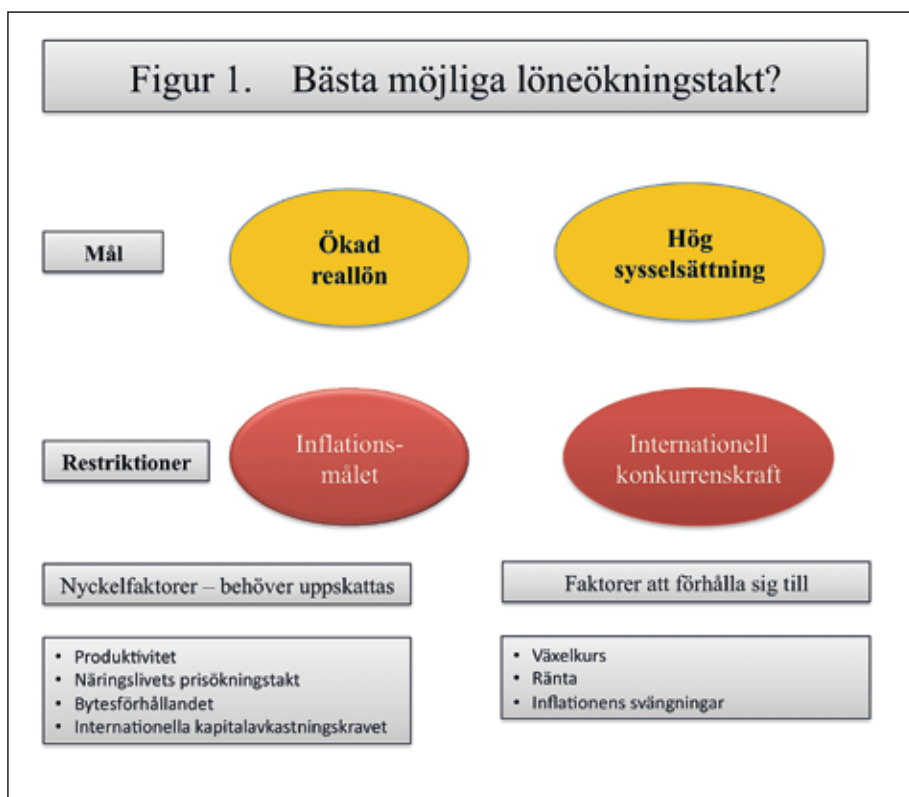 Figur 1. Bästa möjliga löneökningstakt?
Mål
Ökad
reallön
Hög
sysselsättning
Restriktioner
Inflations-
målet
Internationell
konkurrenskraft
Nyckelfaktorer – behöver uppskattas
• Produktivitet
• Näringslivets prisökningstakt
• Bytesförhållandet
• Internationella kapitalavkastningskravet
Faktorer att förhålla sig till
• Växelkurs
• Ränta
• Inflationens svängningar